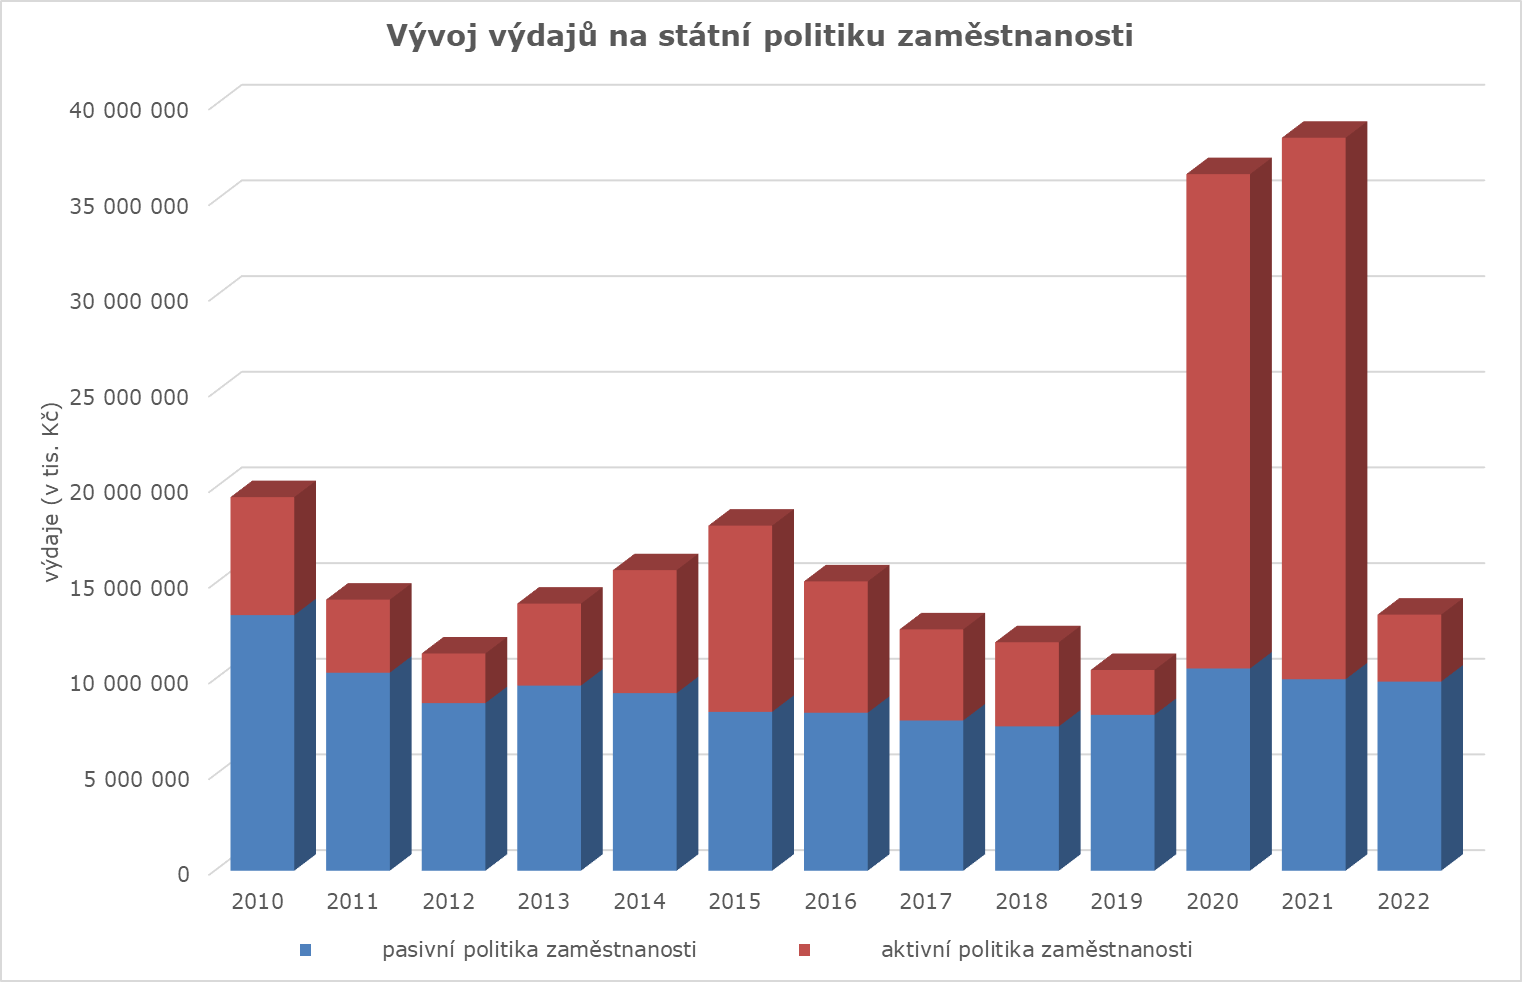 Vývoj výdajů na státní politiku zaměstnanosti
40 000 000
35 000 000
30 000 000
25 000 000
20 000 000
15 000 000
10 000 000
5 000 000
0
výdaje (v tis. Kč)
2010 2011 2012 2013 2014 2015 2016 2017 2018 2019 2020 2021 2022
pasivní politika zaměstnanosti aktivní politika zaměstnanosti